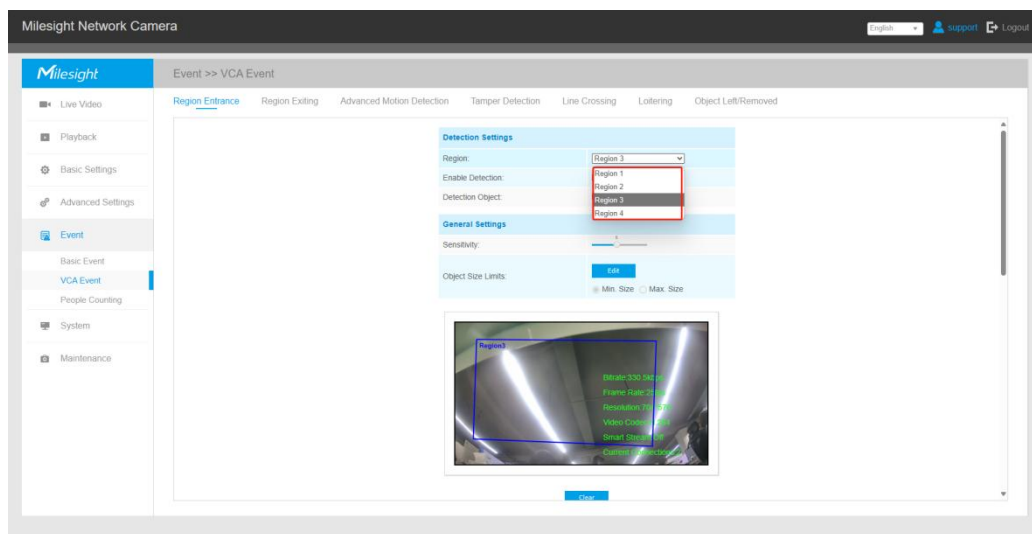 Milesight Network Camera
English
support
Logout
Milesight
Event >> VCA Event
Live Video
Playback
Basic Settings
Advanced Settings
Event
Basic Event
VCA Event
People Counting
System
Maintenance
Region Entrance Region Exiting Advanced Motion Detection Tamper Detection Line Crossing Loitering Object Left/Removed
Detection Settings
Region: Region 3
Enable Detection:
Detection Object:
Region 1
Region 2
Region 3
Region 4
General Settings
Sensitivity:
Object Size Limits: Edit
Min. Size Max. Size
Region3
Bitrate:
Frame Rate:
Resolution:
Video
Smart
Current
Clear